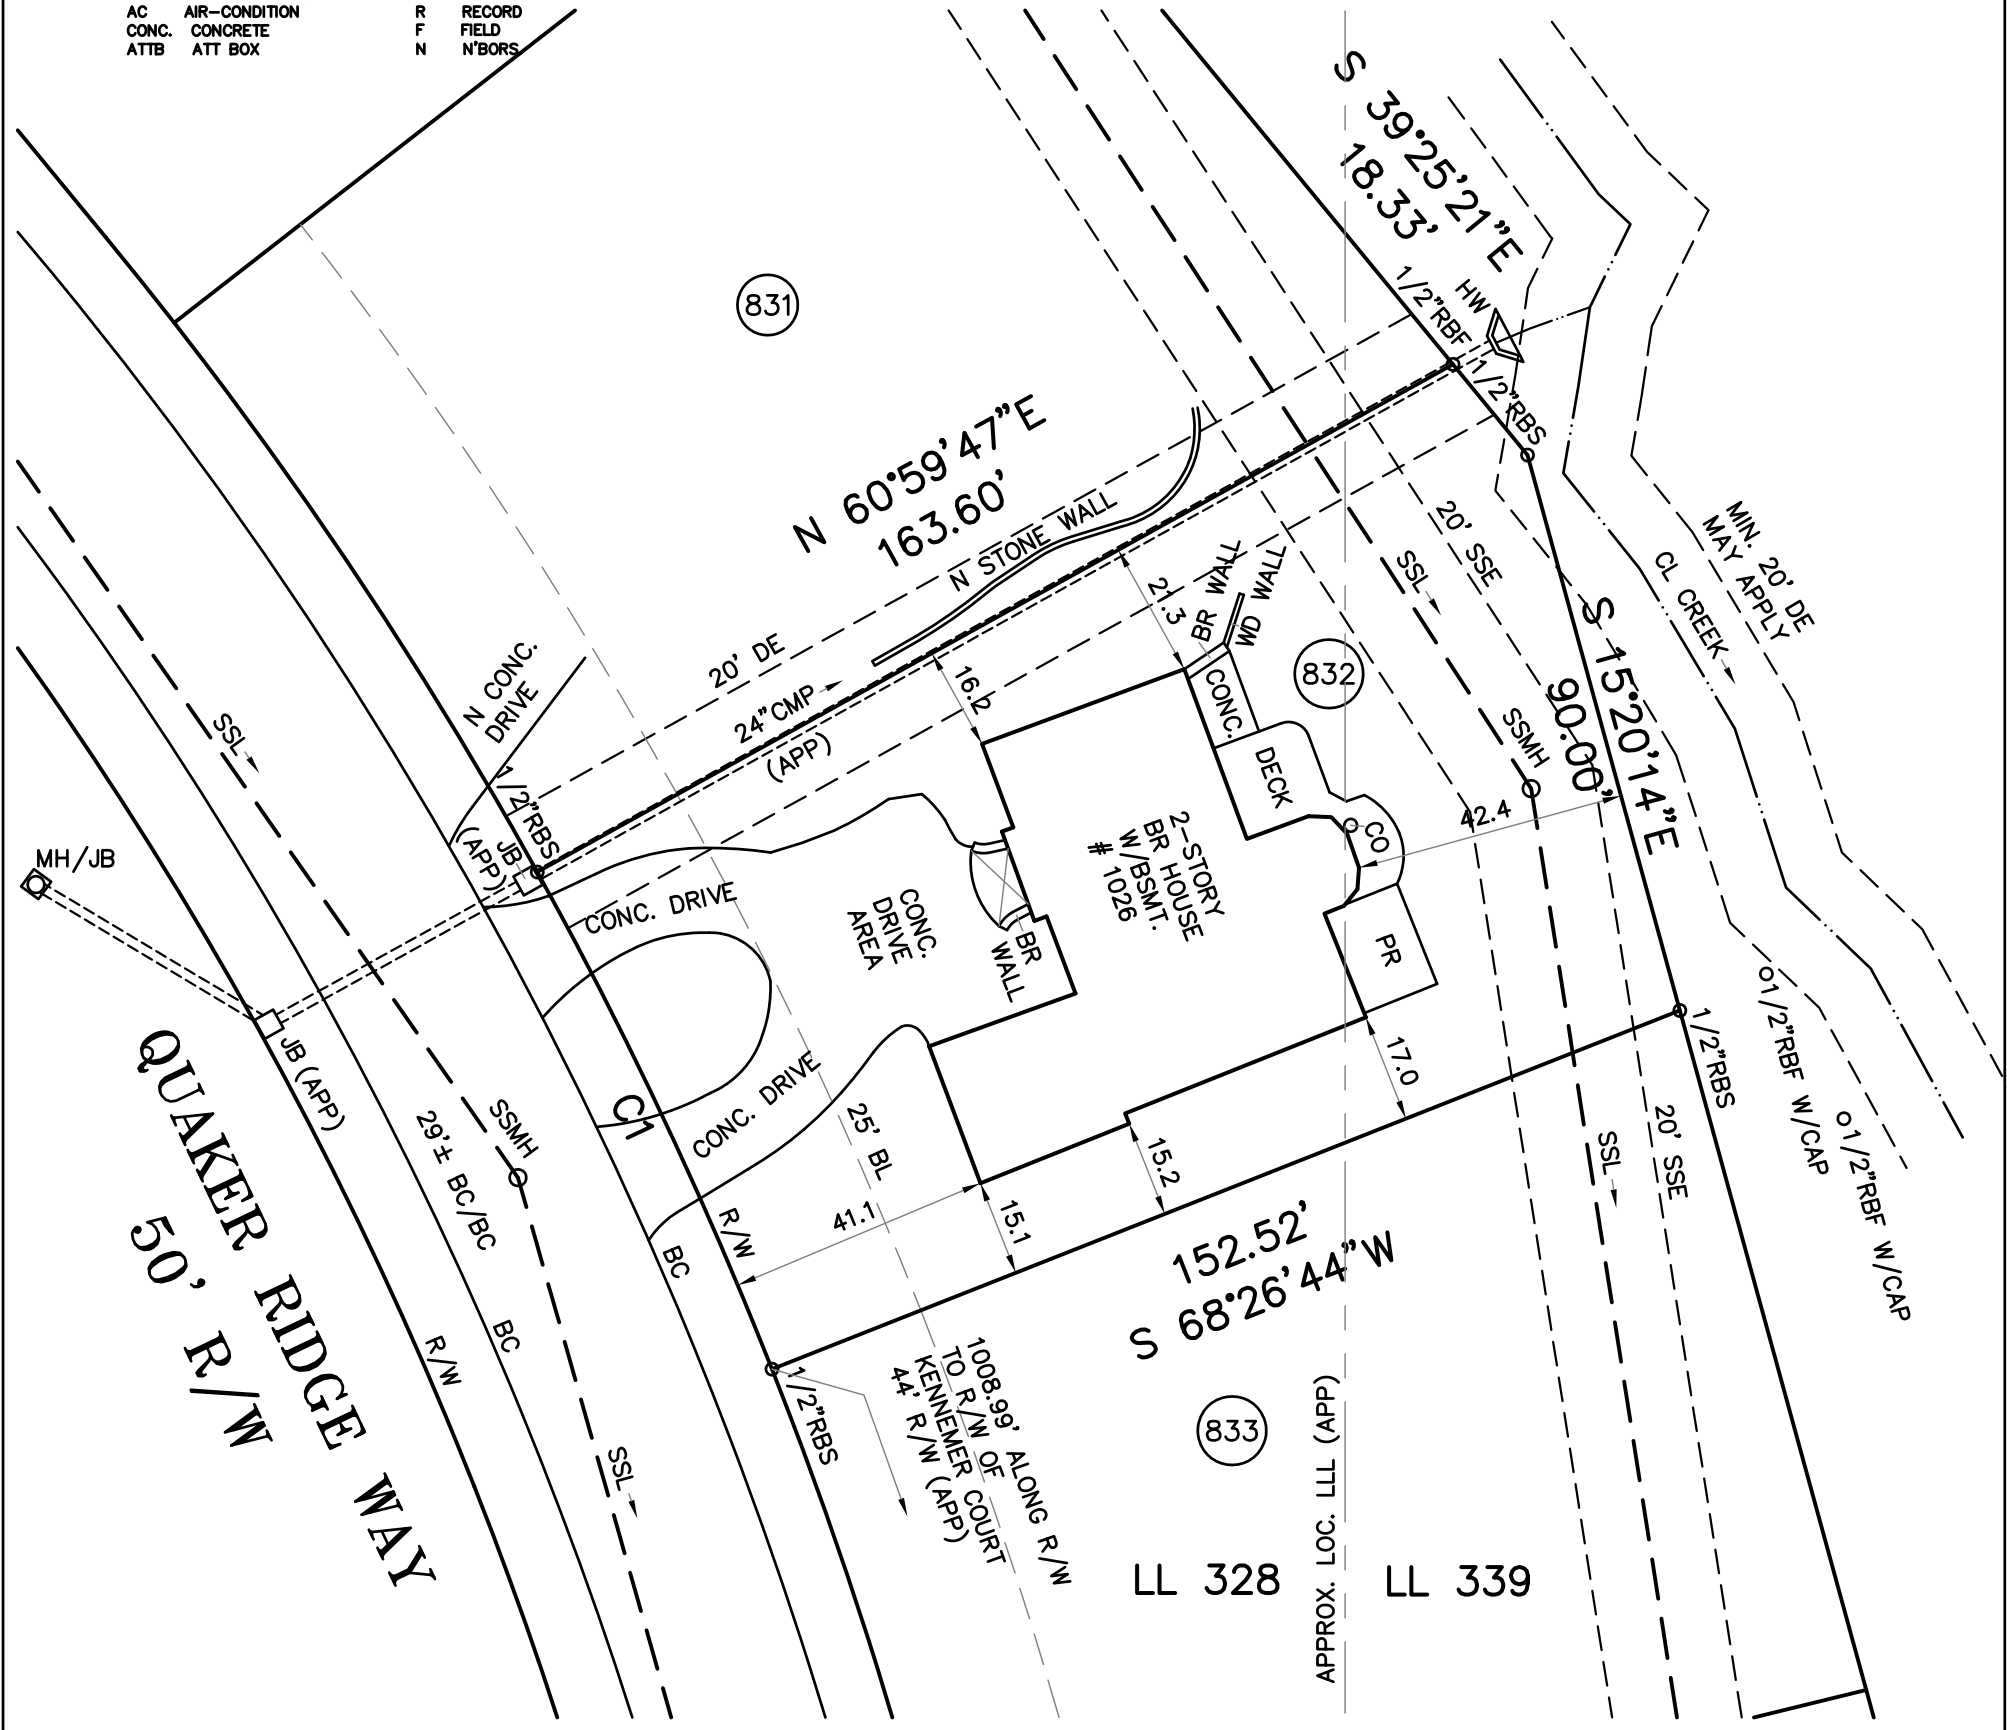 AC AIR-CONDITION R RECORD
CONC. CONCRETE F FIELD
ATTB ATT BOX N N'BORS
S 39°25'21"E
18.33'
1/2"RBF
HW
1/2"RBS
831
N 60°59'47"E
163.60'
N STONE WALL
20' DE
24"CMP
(APP)
N CONC.
DRIVE
1/2"RBS
JB
(APP)
SSL
MH/JB
JB (APP)
21.3
16.2
BR WALL
WD WALL
CONC.
DECK
832
20' SSE
SSL
SSMH
CL CREEK
MIN. 20' DE
MAY APPLY
S 15°20'14"E
90.00'
42.4
CO
PR
2-STORY
BR HOUSE
W/BSMT.
# 1026
CONC. DRIVE
CONC.
DRIVE
AREA
BR
WALL
CONC. DRIVE
C1
25' BL
41.1
15.1
15.2
17.0
1/2"RBS
O1/2"RBF W/CAP
O1/2"RBF W/CAP
20' SSE
SSL
152.52'
S 68°26'44"W
R/W
BC
SSMH
29'± BC/BC
BC
R/W
SSL
QUAKER RIDGE WAY
50' R/W
1/2"RBS
1008.99' ALONG R/W
TO R/W OF
KENNEMER COURT
44' R/W (APP)
833
APPROX. LOC. LLL (APP)
LL 328
LL 339